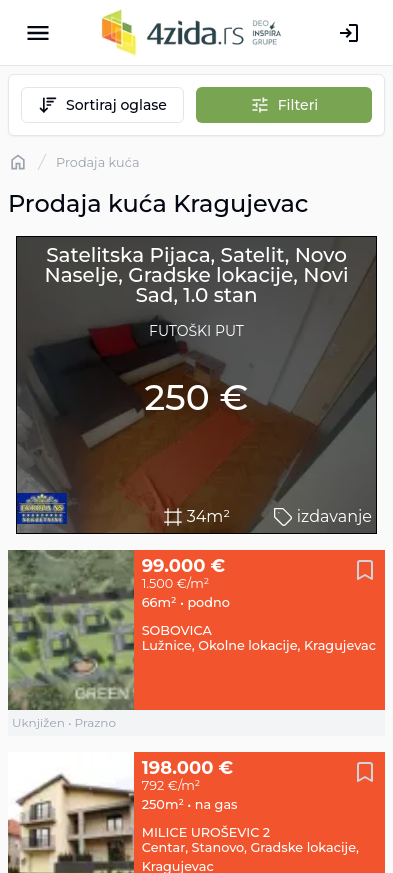 4zida.rs
DEO
INSPIRA
GRUPE
Sortiraj oglase
Filteri
/ Prodaja kuća
Prodaja kuća Kragujevac
Satelitska Pijaca, Satelit, Novo
Naselje, Gradske lokacije, Novi
Sad, 1.0 stan
FUTOŠKI PUT
250 €
34m²
izdavanje
99.000 €
1.500 €/m²
66m² • podno
SOBOVICA
Lužnice, Okolne lokacije, Kragujevac
GREEN
Uknjižen • Prazno
198.000 €
792 €/m²
250m² • na gas
MILICE UROŠEVIC 2
Centar, Stanovo, Gradske lokacije,
Kragujevac